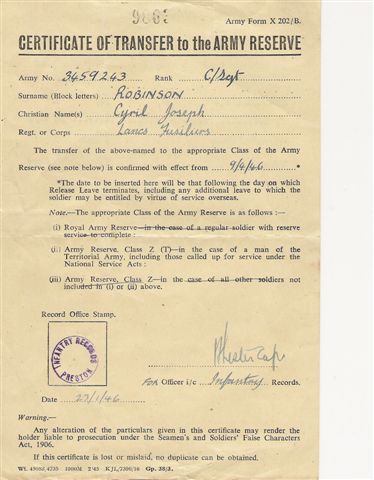 Army Form X 202/B.
CERTIFICATE OF TRANSFER to the ARMY RESERVE
Army No. 3459243 Rank C/Sgt
Surname (Block letters) ROBINSON
Christian Name(s) Cyril Joseph
Regt. or Corps Lancs Fusiliers
The transfer of the above-named to the appropriate Class of the Army
Reserve (see note below) is confirmed with effect from 9/4/46 *
*The date to be inserted here will be that following the day on which
Release Leave terminates, including any additional leave to which the
soldier may be entitled by virtue of service overseas.
Note.—The appropriate Class of the Army Reserve is as follows :—
(i) Royal Army Reserve—in the case of a regular soldier with reserve
service to complete :
(ii) Army Reserve, Class Z (T)—in the case of a man of the
Territorial Army, including those called up for service under the
National Service Acts :
(iii) Army Reserve, Class Z—in the case of all other soldiers not
included in (i) or (ii) above.
Record Office Stamp.
INFANTRY RECORDS
PRESTON
For Officer i/c Infantry Records.
Date 22/1/46
Warning.—
Any alteration of the particulars given in this certificate may render the
holder liable to prosecution under the Seamen's and Soldiers' False Characters
Act, 1906.
If this certificate is lost or mislaid, no duplicate can be obtained.
Gp. 38/3.